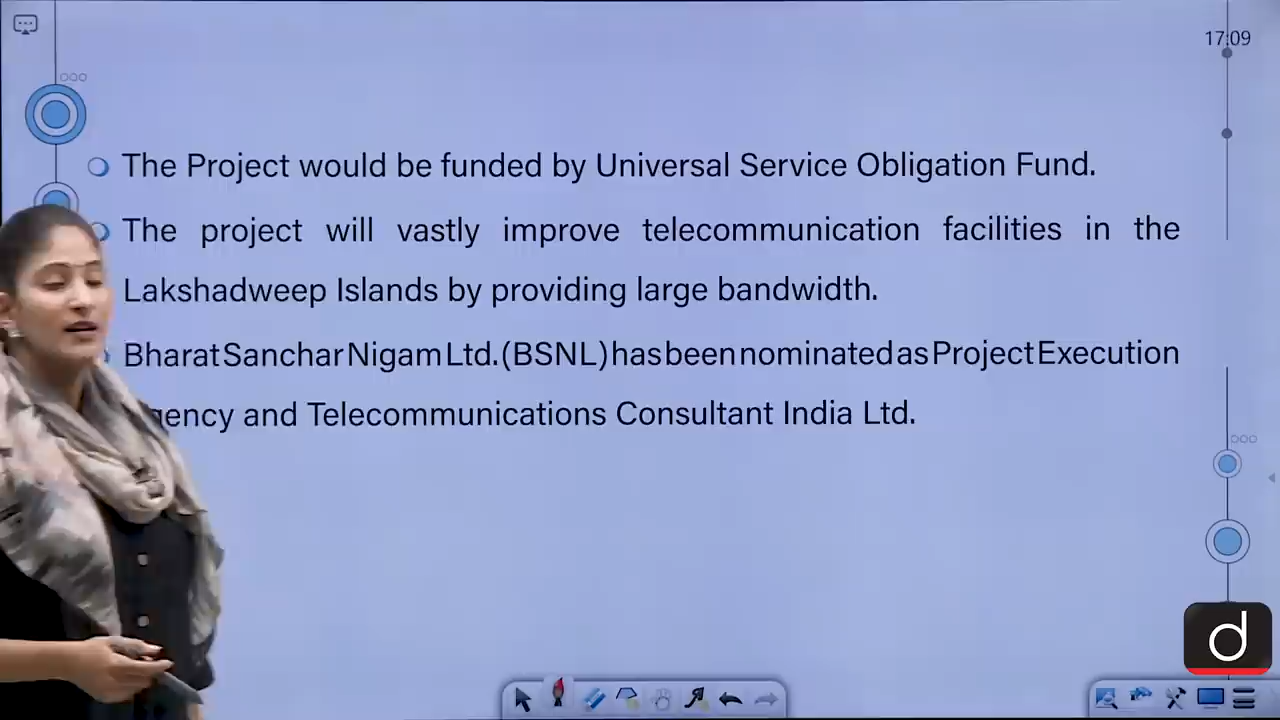 17:09
The Project would be funded by Universal Service Obligation Fund.
The project will vastly improve telecommunication facilities in the
Lakshadweep Islands by providing large bandwidth.
Bharat Sanchar Nigam Ltd. (BSNL) has been nominated as Project Execution
gency and Telecommunications Consultant India Ltd.
d